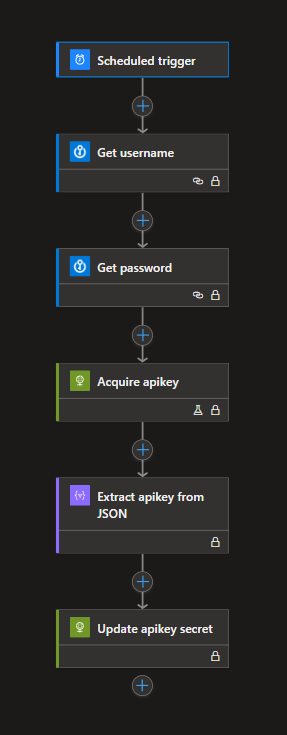 Scheduled trigger
Get username
Get password
Acquire apikey
Extract apikey from
JSON
Update apikey secret